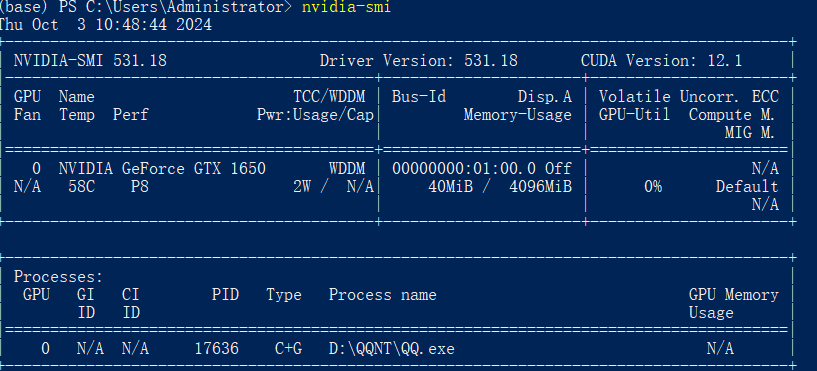 (base) PS C:\Users\Administrator> nvidia-smi
Thu Oct  3 10:48:44 2024
+---------------------------------------------------------------------------------------+
| NVIDIA-SMI 531.18                 Driver Version: 531.18       CUDA Version: 12.1     |
|-----------------------------------------+----------------------+----------------------+
| GPU  Name                      TCC/WDDM | Bus-Id        Disp.A | Volatile Uncorr. ECC |
| Fan  Temp  Perf            Pwr:Usage/Cap|         Memory-Usage | GPU-Util  Compute M. |
|                                         |                      |               MIG M. |
|=========================================+======================+======================|
|   0  NVIDIA GeForce GTX 1650       WDDM | 00000000:01:00.0 Off |                  N/A |
| N/A   58C    P8                2W /  N/A|     40MiB /  4096MiB |      0%      Default |
|                                         |                      |                  N/A |
+-----------------------------------------+----------------------+----------------------+
+---------------------------------------------------------------------------------------+
| Processes:                                                                            |
|  GPU   GI   CI        PID   Type   Process name                            GPU Memory |
|        ID   ID                                                             Usage      |
|=======================================================================================|
|    0   N/A  N/A     17636    C+G   D:\QQNT\QQ.exe                            N/A      |
+---------------------------------------------------------------------------------------+